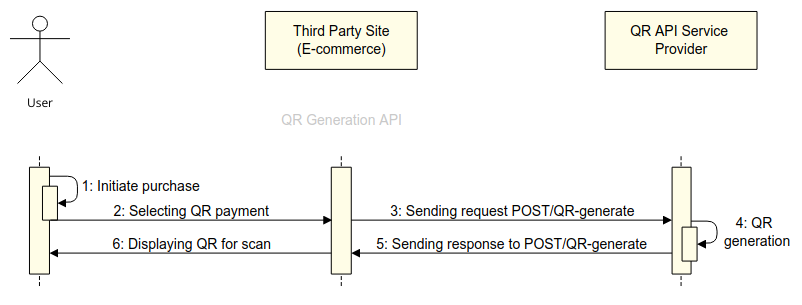 Third Party Site
(E-commerce)
QR API Service
Provider
User
QR Generation API
1: Initiate purchase
2: Selecting QR payment
3: Sending request POST/QR-generate
4: QR
generation
6: Displaying QR for scan
5: Sending response to POST/QR-generate